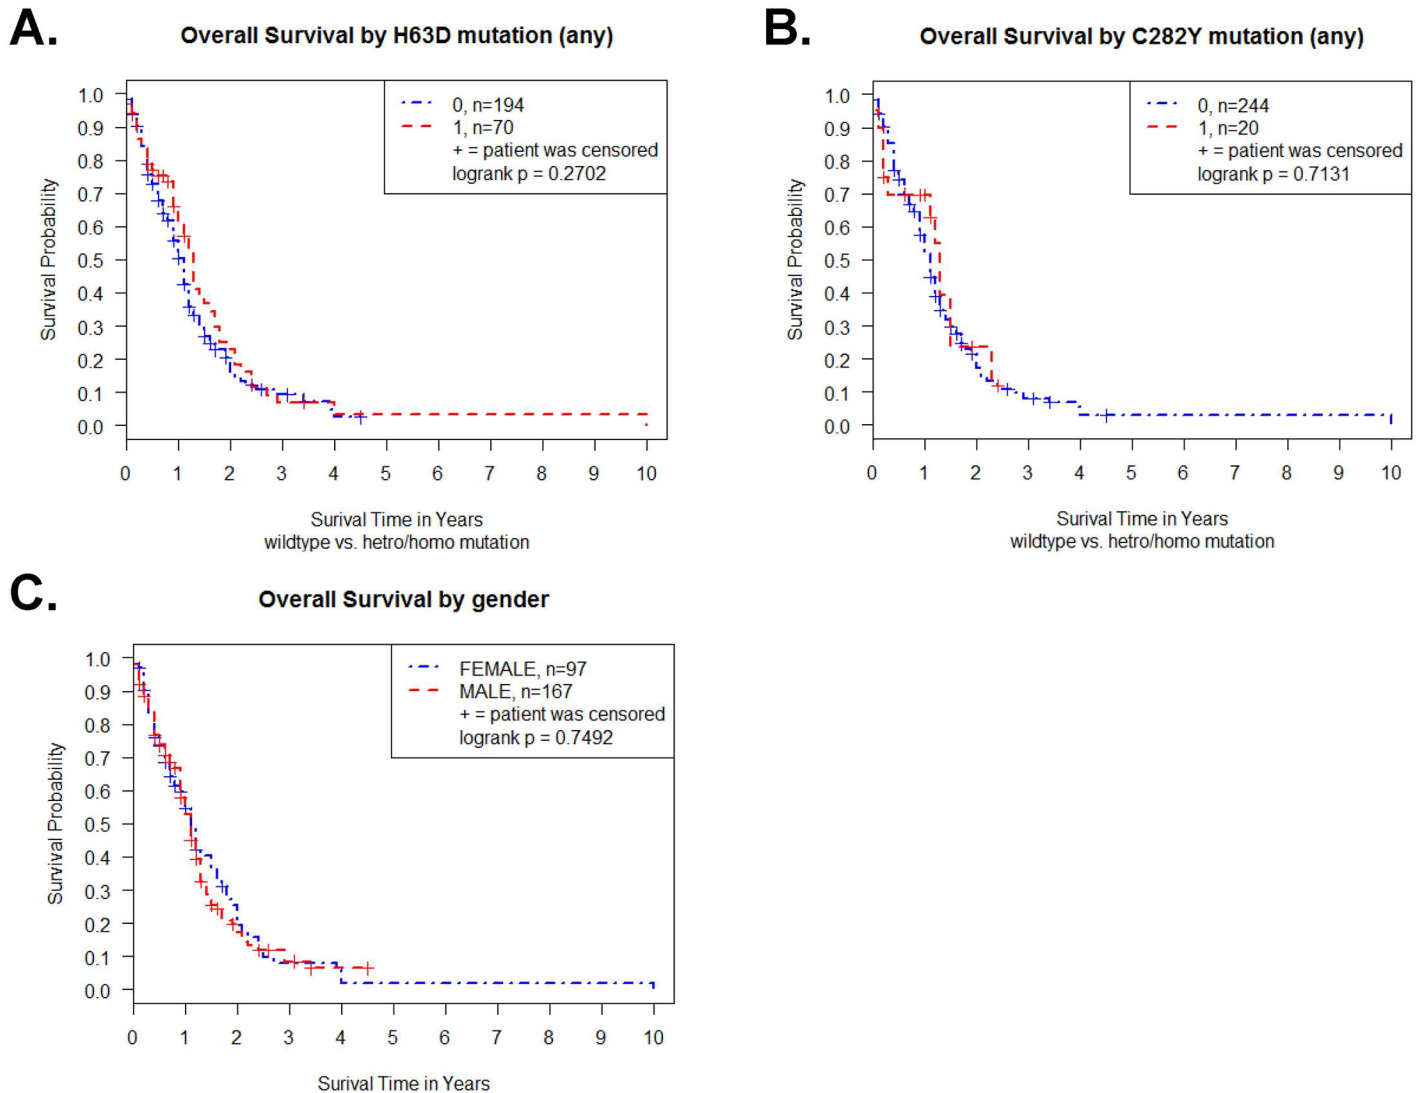 A.
Overall Survival by H63D mutation (any)
0, n=194
1, n=70
+ = patient was censored
logrank p = 0.2702
Survival Probability
1.0
0.9
0.8
0.7
0.6
0.5
0.4
0.3
0.2
0.1
0.0
0 1 2 3 4 5 6 7 8 9 10
Surival Time in Years
wildtype vs. hetro/homo mutation
B.
Overall Survival by C282Y mutation (any)
0, n=244
1, n=20
+ = patient was censored
logrank p = 0.7131
Survival Probability
1.0
0.9
0.8
0.7
0.6
0.5
0.4
0.3
0.2
0.1
0.0
0 1 2 3 4 5 6 7 8 9 10
Surival Time in Years
wildtype vs. hetro/homo mutation
C.
Overall Survival by gender
FEMALE, n=97
MALE, n=167
+ = patient was censored
logrank p = 0.7492
Survival Probability
1.0
0.9
0.8
0.7
0.6
0.5
0.4
0.3
0.2
0.1
0.0
0 1 2 3 4 5 6 7 8 9 10
Surival Time in Years